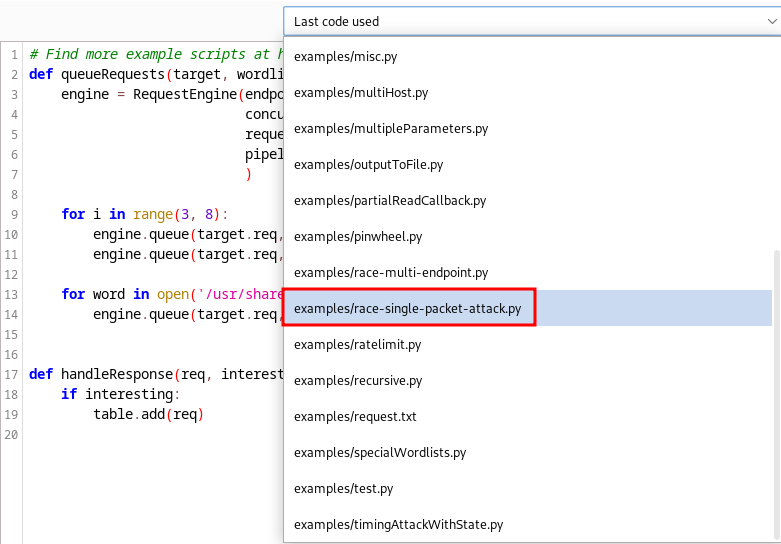 Last code used
1 # Find more example scripts at h
2 def queueRequests(target, wordli
3 engine = RequestEngine(endpo
4 concu
5 reque
6 pipel
7 )
8
9 for i in range(3, 8):
10 engine.queue(target.req,
11 engine.queue(target.req,
12
13 for word in open('/usr/share
14 engine.queue(target.req,
15
16
17 def handleResponse(req, interest
18 if interesting:
19 table.add(req)
20
examples/misc.py
examples/multiHost.py
examples/multipleParameters.py
examples/outputToFile.py
examples/partialReadCallback.py
examples/pinwheel.py
examples/race-multi-endpoint.py
examples/race-single-packet-attack.py
examples/ratelimit.py
examples/recursive.py
examples/request.txt
examples/specialWordlists.py
examples/test.py
examples/timingAttackWithState.py